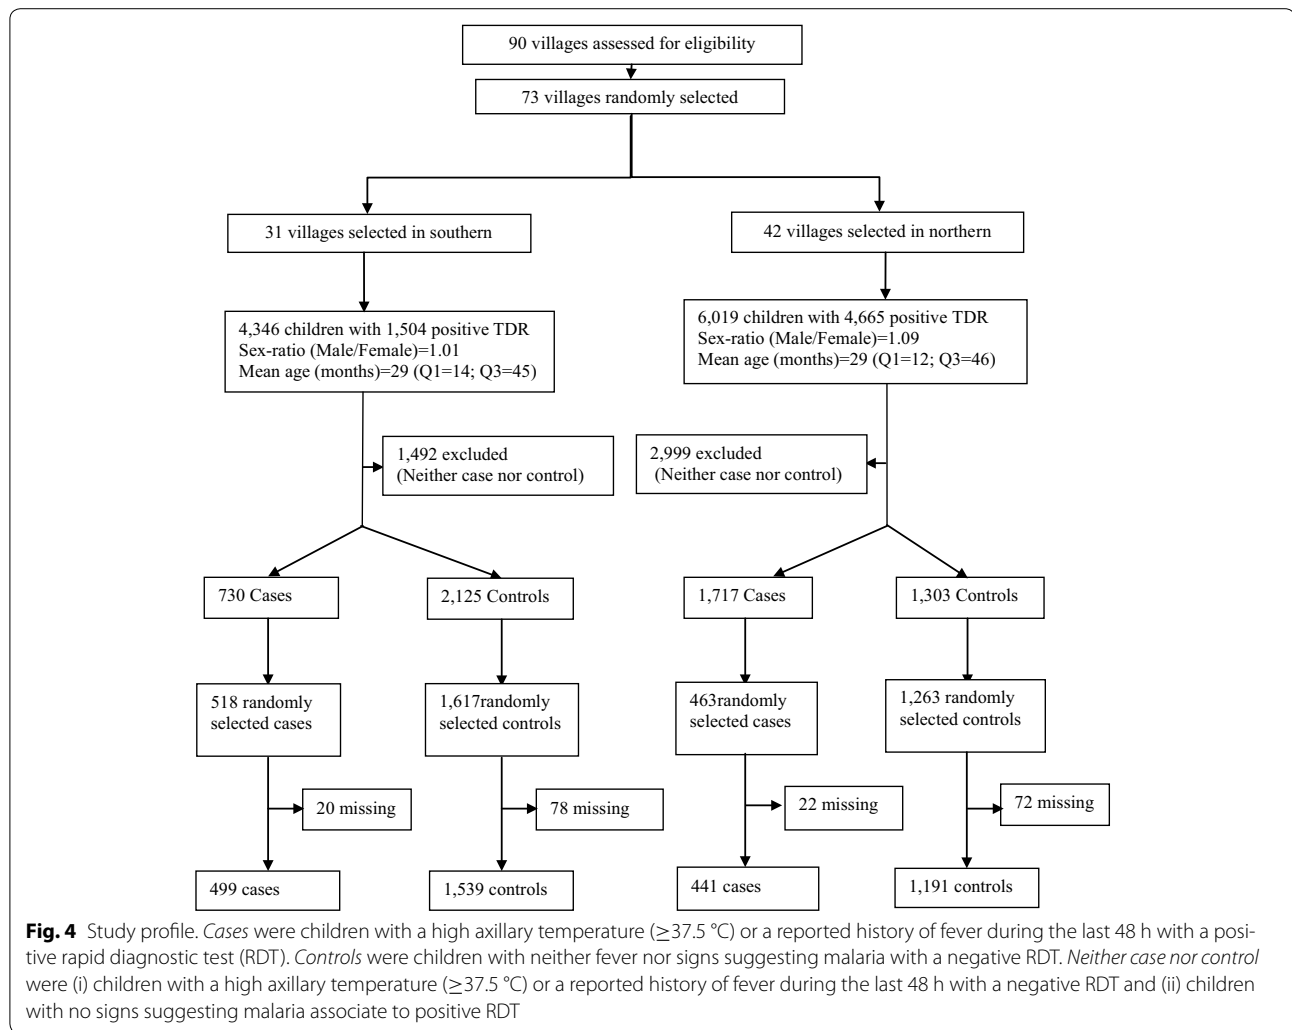 90 villages assessed for eligibility
73 villages randomly selected
31 villages selected in southern
42 villages selected in northern
4,346 children with 1,504 positive TDR
Sex-ratio (Male/Female)=1.01
Mean age (months)=29 (Q1=14; Q3=45)
6,019 children with 4,665 positive TDR
Sex-ratio (Male/Female)=1.09
Mean age (months)=29 (Q1=12; Q3=46)
1,492 excluded
(Neither case nor control)
2,999 excluded
(Neither case nor control)
730 Cases
2,125 Controls
1,717 Cases
1,303 Controls
518 randomly
selected cases
1,617randomly
selected controls
463randomly
selected cases
1,263 randomly
selected controls
20 missing
78 missing
22 missing
72 missing
499 cases
1,539 controls
441 cases
1,191 controls
Fig. 4 Study profile. Cases were children with a high axillary temperature (≥37.5 °C) or a reported history of fever during the last 48 h with a posi-
tive rapid diagnostic test (RDT). Controls were children with neither fever nor signs suggesting malaria with a negative RDT. Neither case nor control
were (i) children with a high axillary temperature (≥37.5 °C) or a reported history of fever during the last 48 h with a negative RDT and (ii) children
with no signs suggesting malaria associate to positive RDT